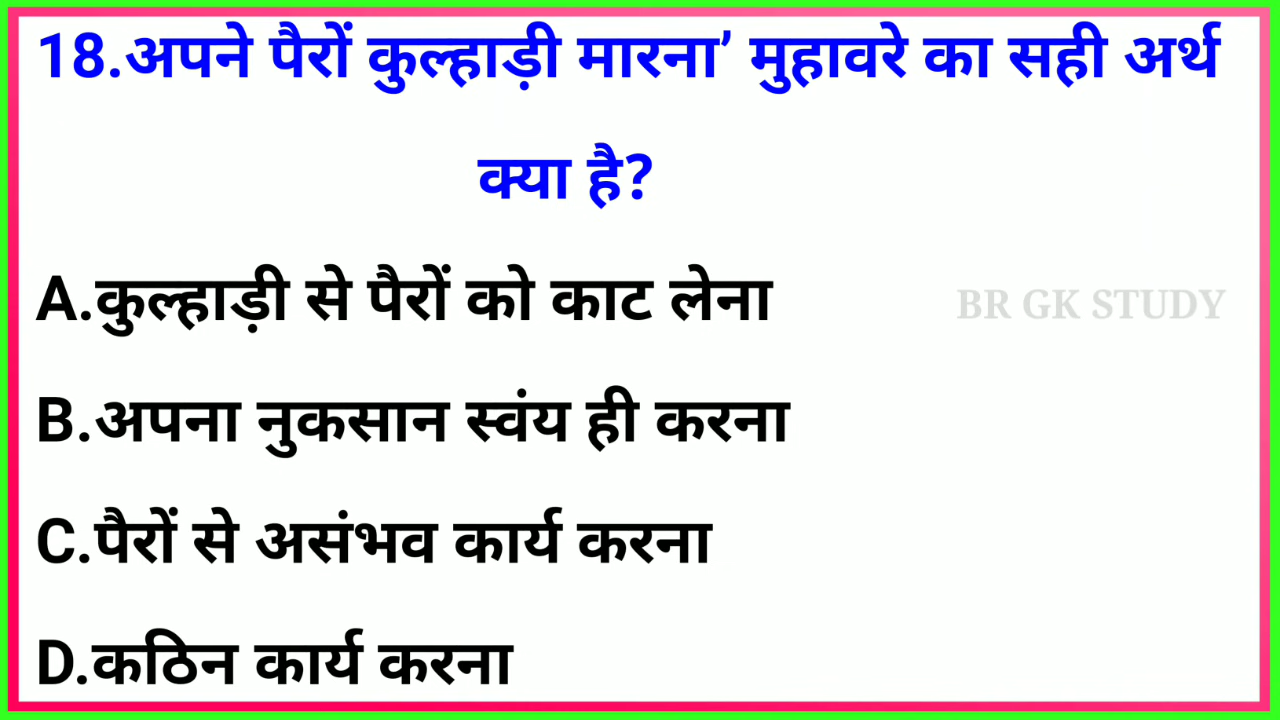 18.अपने पैरों कुल्हाड़ी मारना’ मुहावरे का सही अर्थ
क्या है?
A.कुल्हाड़ी से पैरों को काट लेना
BR GK STUDY
B.अपना नुकसान स्वंय ही करना
C.पैरों से असंभव कार्य करना
D.कठिन कार्य करना